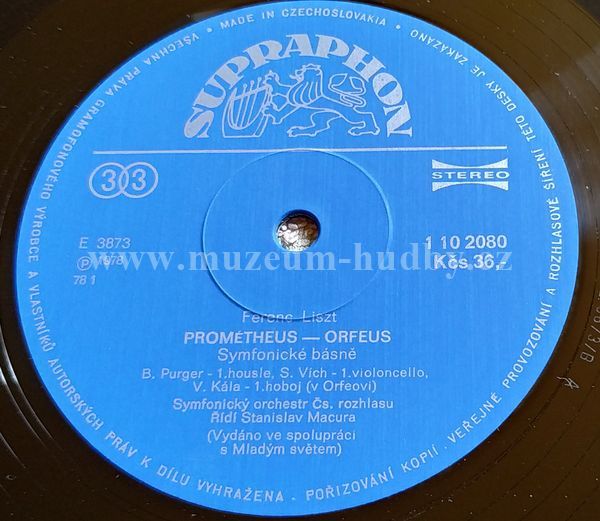 VŠECHNA PRÁVA GRAMOFONOVÉHO VÝROBCE A VLASTNÍKŮ AUTORSKÝCH PRÁV K DÍLU VYHRAŽENA - POŘIZOVÁNÍ KOPIÍ - VEŘEJNÉ PROVOZOVÁNÍ A ROZHLASOVÉ ŠÍŘENÍ TÉTO DESKY JE ZAKÁZÁNO
• MADE IN CZECHOSLOVAKIA •
SUPRAPHON
33
STEREO
E 3873
1 10 2080
Ⓟ 1978
Kčs 36,-
78 1
www.muzeum-hudby.cz
Ferenc Liszt
PROMÉTHEUS — ORFEUS
Symfonické básně
B. Purger - 1.housle, S. Vích - 1.violoncello,
V. Kála - 1.hoboj (v Orfeovi)
Symfonický orchestr Čs. rozhlasu
Řídí Stanislav Macura
(Vydáno ve spolupráci
s Mladým světem)